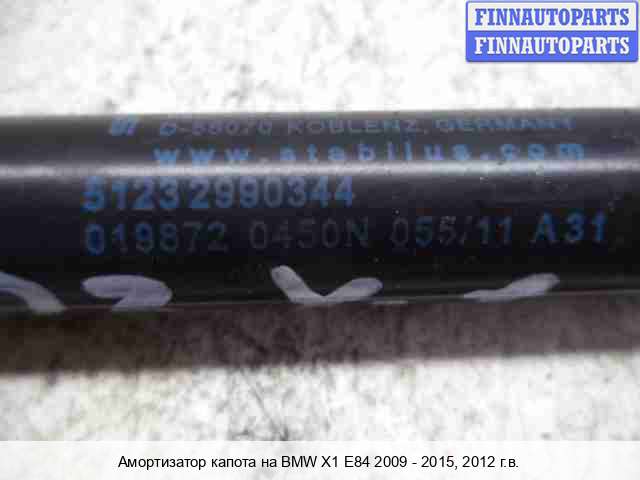 FINNAUTOPARTS
FINNAUTOPARTS
D-56070 KOBLENZ, GERMANY
www.stabilus.com
51232990344
019872 0450N 055/11 A31
Амортизатор капота на BMW X1 E84 2009 - 2015, 2012 г.в.